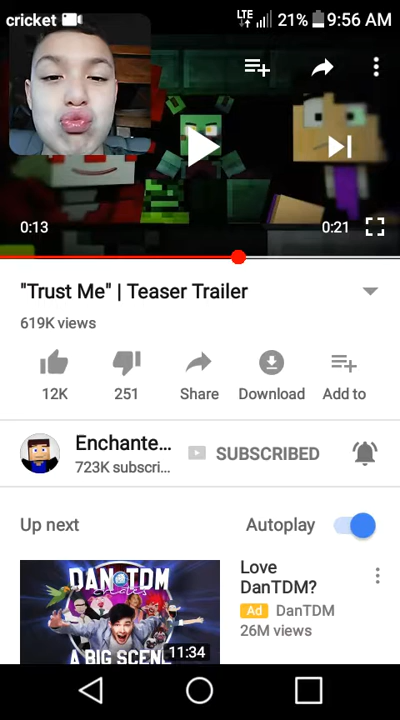 cricket LTE 21% 9:56 AM
0:13 0:21
"Trust Me" | Teaser Trailer
619K views
12K 251 Share Download Add to
Enchante... SUBSCRIBED
723K subscri...
Up next Autoplay
DANTDM
creates
A BIG SCENE
11:34
Love
DanTDM?
Ad DanTDM
26M views